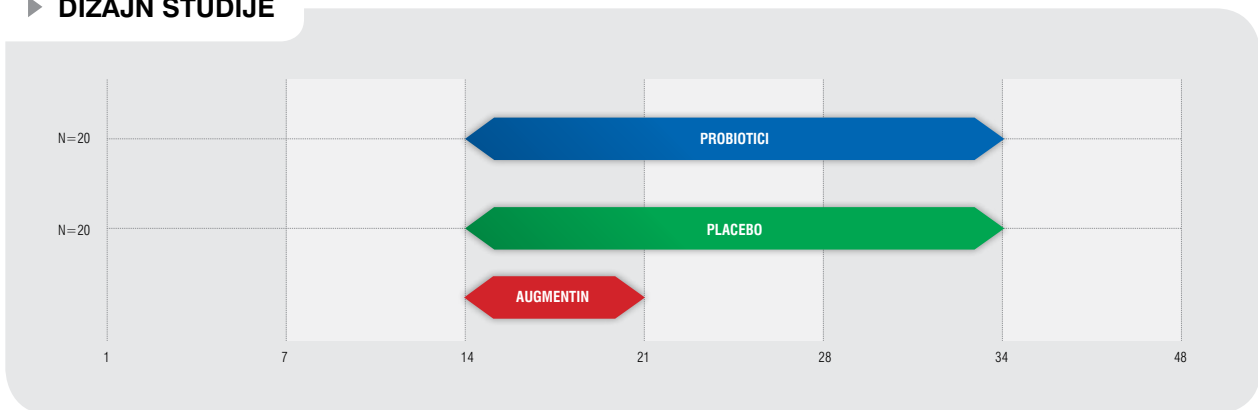 DIZAJN STUDIJE
N=20
PROBIOTICI
N=20
PLACEBO
AUGMENTIN
1 7 14 21 28 34 48